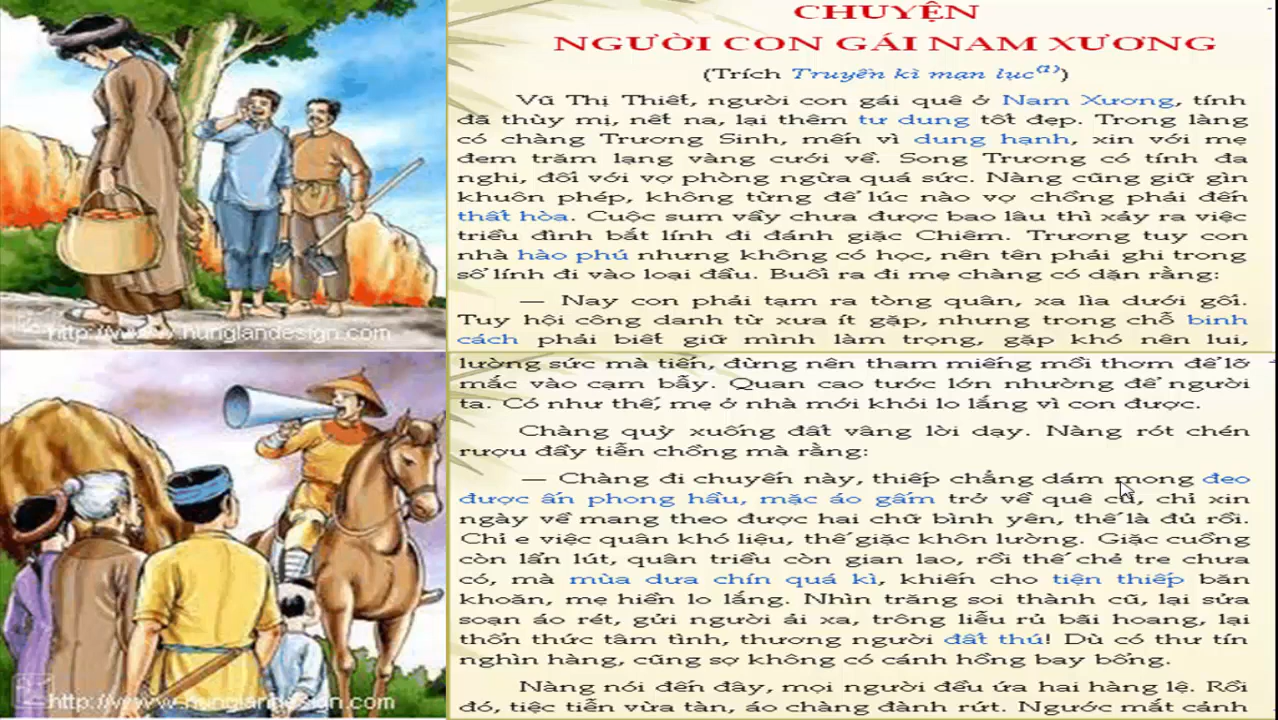 CHUYỆN
NGƯỜI CON GÁI NAM XƯƠNG
(Trích Truyền kì mạn lục(1))
Vũ Thị Thiết, người con gái quê ở Nam Xương, tính
đã thùy mị, nết na, lại thêm tư dung tốt đẹp. Trong làng
có chàng Trương Sinh, mến vì dung hạnh, xin với mẹ
đem trăm lạng vàng cưới về. Song Trương có tính đa
nghi, đối với vợ phòng ngừa quá sức. Nàng cũng giữ gìn
khuôn phép, không từng để lúc nào vợ chồng phải đến
thất hòa. Cuộc sum vầy chưa được bao lâu thì xảy ra việc
triều đình bắt lính đi đánh giặc Chiêm. Trương tuy con
nhà hào phú nhưng không có học, nên tên phải ghi trong
sổ lính đi vào loại đầu. Buổi ra đi mẹ chàng có dặn rằng:
— Nay con phải tạm ra tòng quân, xa lìa dưới gối.
Tuy hội công danh từ xưa ít gặp, nhưng trong chỗ binh
cách phải biết giữ mình làm trọng, gặp khó nên lui,
lường sức mà tiến, đừng nên tham miếng mồi thơm để lỡ
mắc vào cạm bẫy. Quan cao tước lớn nhường để người
ta. Có như thế, mẹ ở nhà mới khỏi lo lắng vì con được.
Chàng quỳ xuống đất vâng lời dạy. Nàng rót chén
rượu đầy tiễn chồng mà rằng:
— Chàng đi chuyến này, thiếp chẳng dám mong đeo
được ấn phong hầu, mặc áo gấm trở về quê cũ, chỉ xin
ngày về mang theo được hai chữ bình yên, thế là đủ rồi.
Chỉ e việc quân khó liệu, thế giặc khôn lường. Giặc cuồng
còn lẩn lút, quân triều còn gian lao, rồi thế chẻ tre chưa
có, mà mùa dưa chín quá kì, khiến cho tiện thiếp băn
khoăn, mẹ hiền lo lắng. Nhìn trăng soi thành cũ, lại sửa
soạn áo rét, gửi người ải xa, trông liễu rủ bãi hoang, lại
thổn thức tâm tình, thương người đất thú! Dù có thư tín
nghìn hàng, cũng sợ không có cánh hồng bay bổng.
Nàng nói đến đây, mọi người đều ứa hai hàng lệ. Rồi
đó, tiệc tiễn vừa tàn, áo chàng đành rứt. Ngước mắt cảnh
http://www.hunglandesign.com
http://www.hunglandesign.com